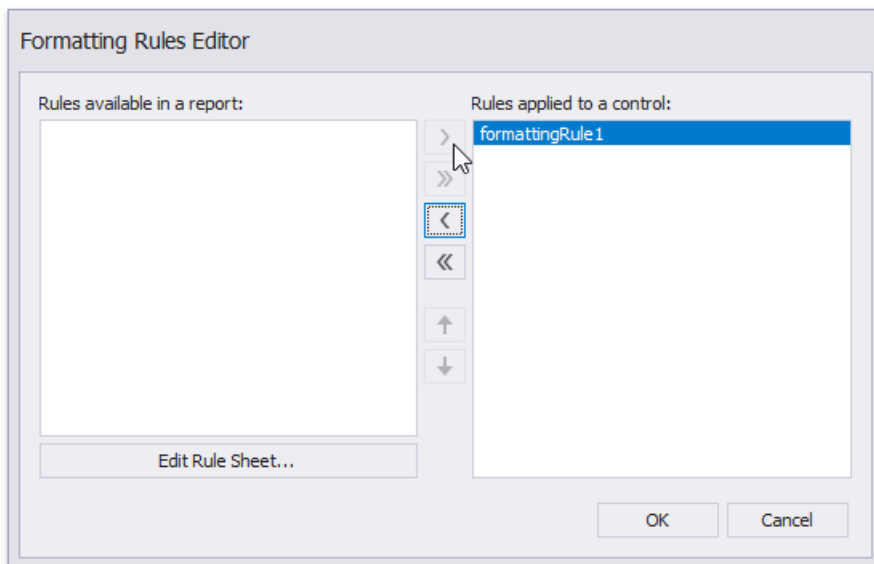 Formatting Rules Editor
Rules available in a report:
Rules applied to a control:
formattingRule1
Edit Rule Sheet...
OK
Cancel